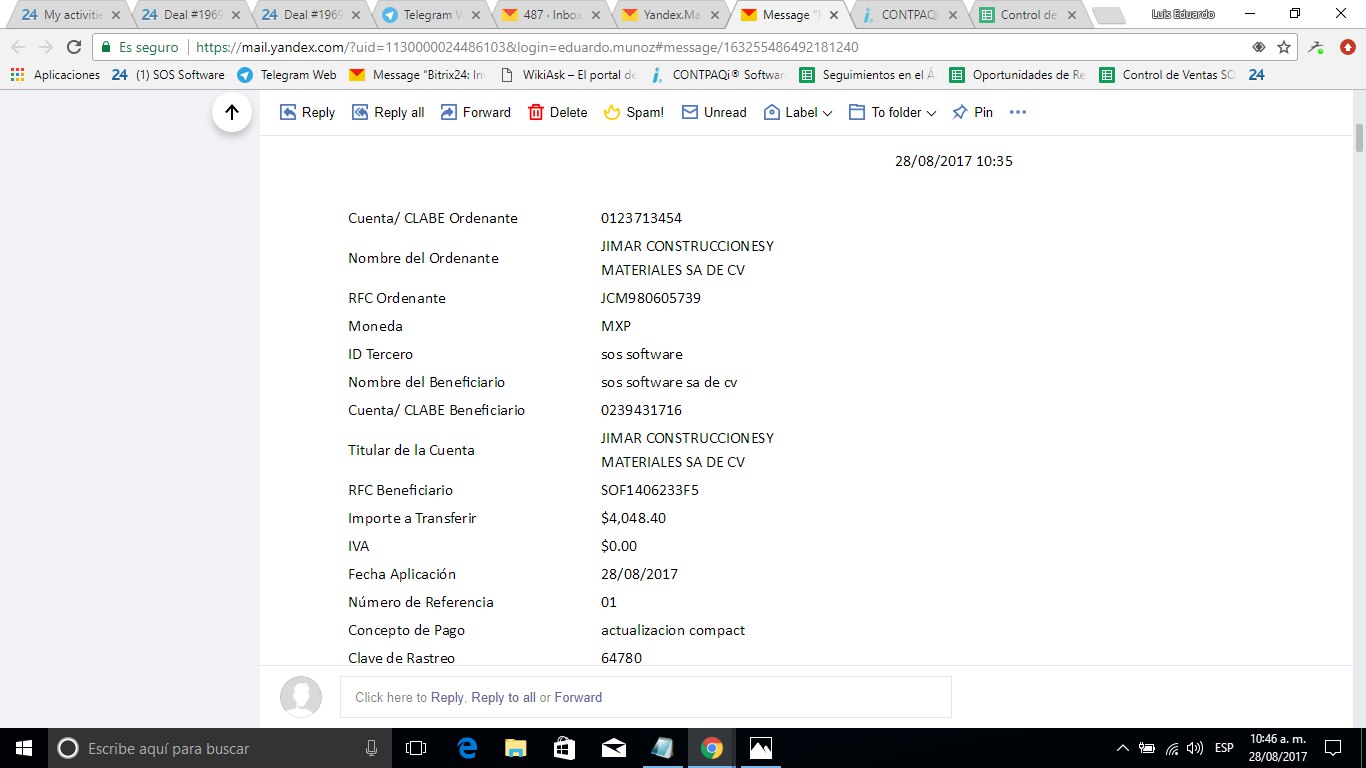 My activitie
Deal #1969
Deal #1969
Telegram W
487 · Inbox
Yandex.Ma
Message "
CONTPAQ
Control de
Luis Eduardo
Es seguro
https://mail.yandex.com/?uid=1130000024486103&login=eduardo.munoz#message/163255486492181240
Aplicaciones
24 (1) SOS Software
Telegram Web
Message "Bitrix24: In
WikiAsk – El portal de
CONTPAQi® Softwar
Seguimientos en el Á
Oportunidades de Re
Control de Ventas SO
24
Reply
Reply all
Forward
Delete
Spam!
Unread
Label
To folder
Pin
28/08/2017 10:35
Cuenta/ CLABE Ordenante 0123713454
Nombre del Ordenante JIMAR CONSTRUCCIONESY
MATERIALES SA DE CV
RFC Ordenante JCM980605739
Moneda MXP
ID Tercero sos software
Nombre del Beneficiario sos software sa de cv
Cuenta/ CLABE Beneficiario 0239431716
Titular de la Cuenta JIMAR CONSTRUCCIONESY
MATERIALES SA DE CV
RFC Beneficiario SOF1406233F5
Importe a Transferir $4,048.40
IVA $0.00
Fecha Aplicación 28/08/2017
Número de Referencia 01
Concepto de Pago actualizacion compact
Clave de Rastreo 64780
Click here to Reply, Reply to all or Forward
Escribe aquí para buscar
ESP
10:46 a. m.
28/08/2017